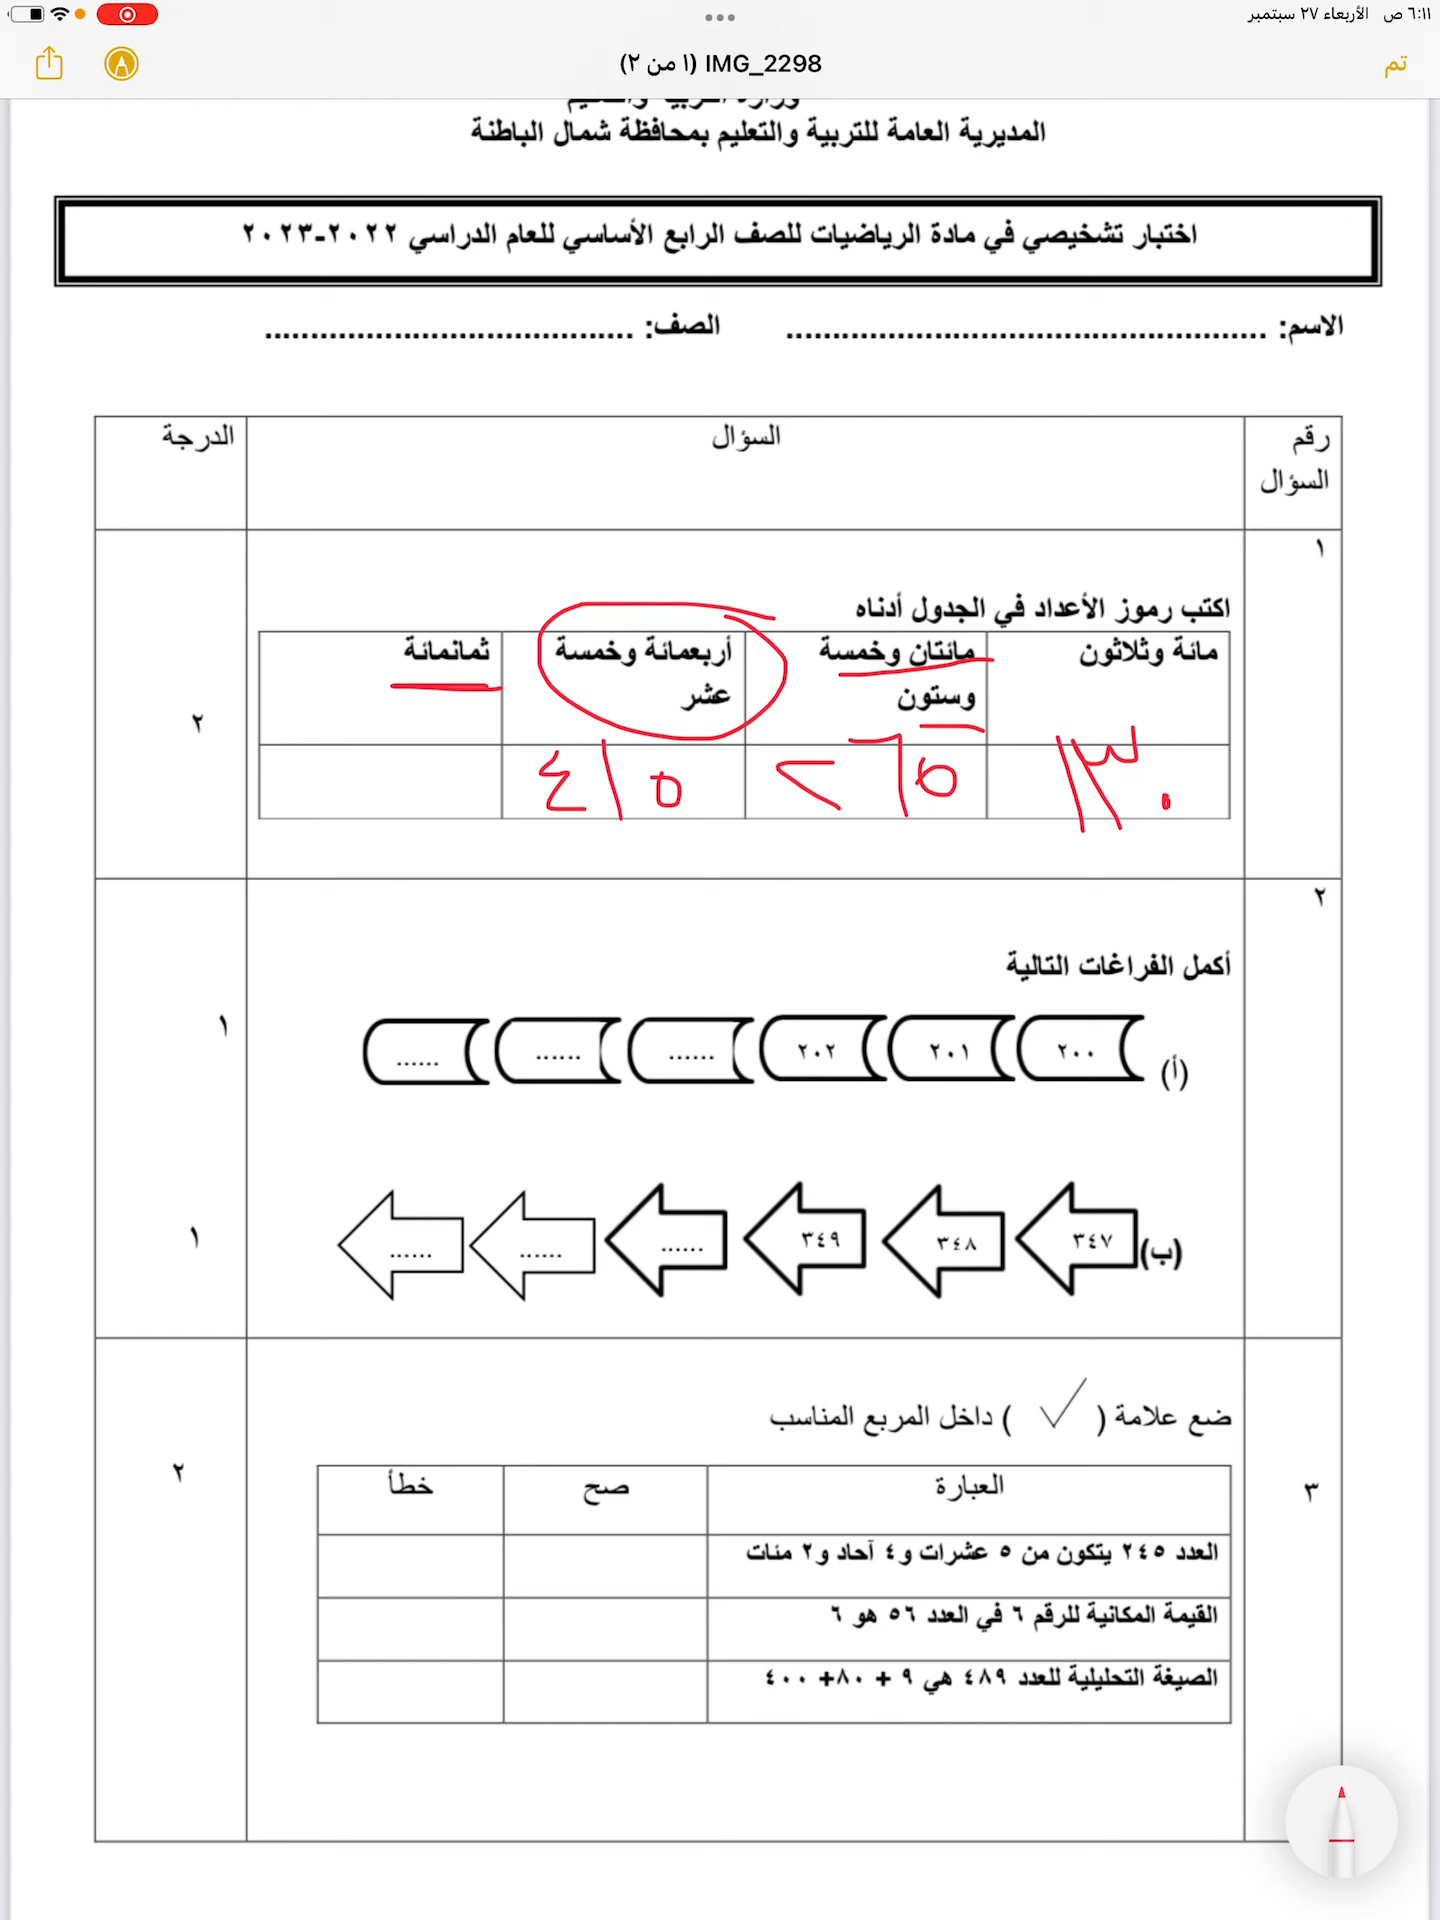 ٦:١١ ص الأربعاء ٢٧ سبتمبر
IMG_2298 (١ من ٢)
تم
المديرية العامة للتربية والتعليم بمحافظة شمال الباطنة
اختبار تشخيصي في مادة الرياضيات للصف الرابع الأساسي للعام الدراسي ٢٠٢٢-٢٠٢٣
الاسم: .................................................... الصف: ........................................
رقم السؤال السؤال الدرجة
١
اكتب رموز الأعداد في الجدول أدناه
مائة وثلاثون مائتان وخمسة وستون أربعمائة وخمسة عشر ثمانمائة
٢
١٣٠ ٢٦٥ ٤١٥
٢
أكمل الفراغات التالية
(أ) ٢٠٠ ٢٠١ ٢٠٢ ...... ...... ......
١
(ب) ٣٤٧ ٣٤٨ ٣٤٩ ...... ...... ......
١
٣
ضع علامة ( ✓ ) داخل المربع المناسب
٢
العبارة صح خطأ
العدد ٢٤٥ يتكون من ٥ عشرات و٤ آحاد و٢ مئات
القيمة المكانية للرقم ٦ في العدد ٥٦ هو ٦
الصيغة التحليلية للعدد ٤٨٩ هي ٩ + ٨٠+ ٤٠٠